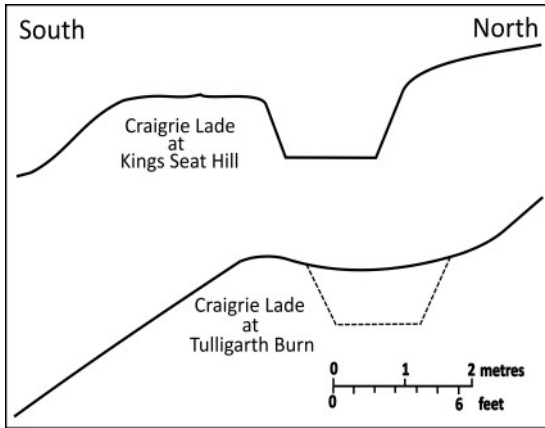 South
North
Craigrie Lade
at
Kings Seat Hill
Craigrie Lade
at
Tulligarth Burn
0 1 2 metres
0 6 feet